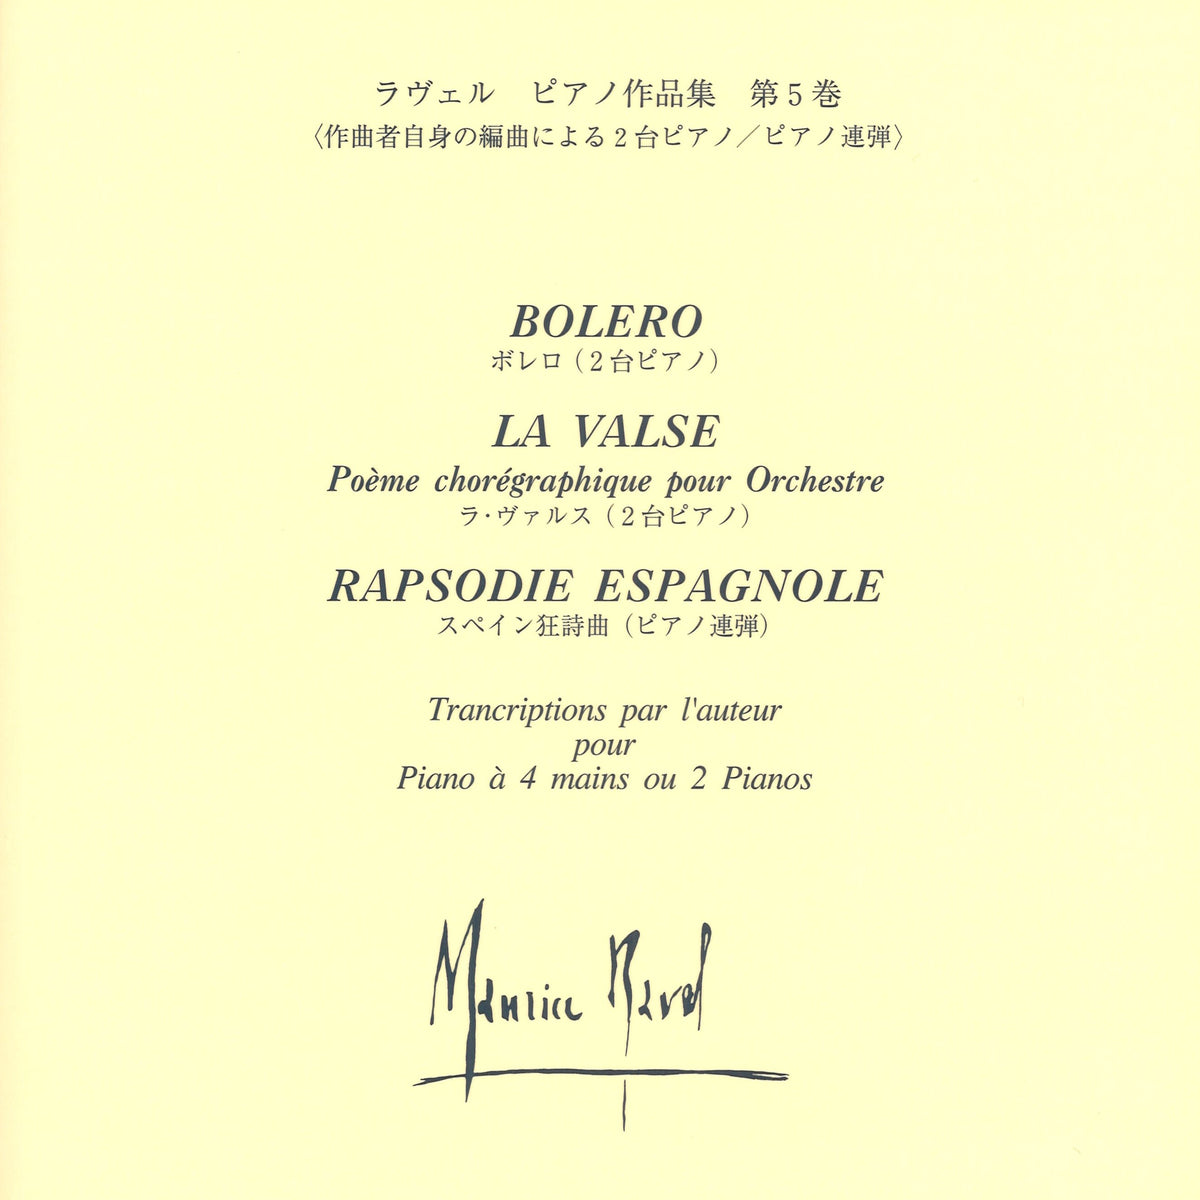 ラヴェル　ピアノ作品集　第5巻
〈作曲者自身の編曲による2台ピアノ／ピアノ連弾〉
BOLERO
ボレロ（2台ピアノ）
LA VALSE
Poème chorégraphique pour Orchestre
ラ・ヴァルス（2台ピアノ）
RAPSODIE ESPAGNOLE
スペイン狂詩曲（ピアノ連弾）
Trancriptions par l'auteur
pour
Piano à 4 mains ou 2 Pianos
Maurice Ravel